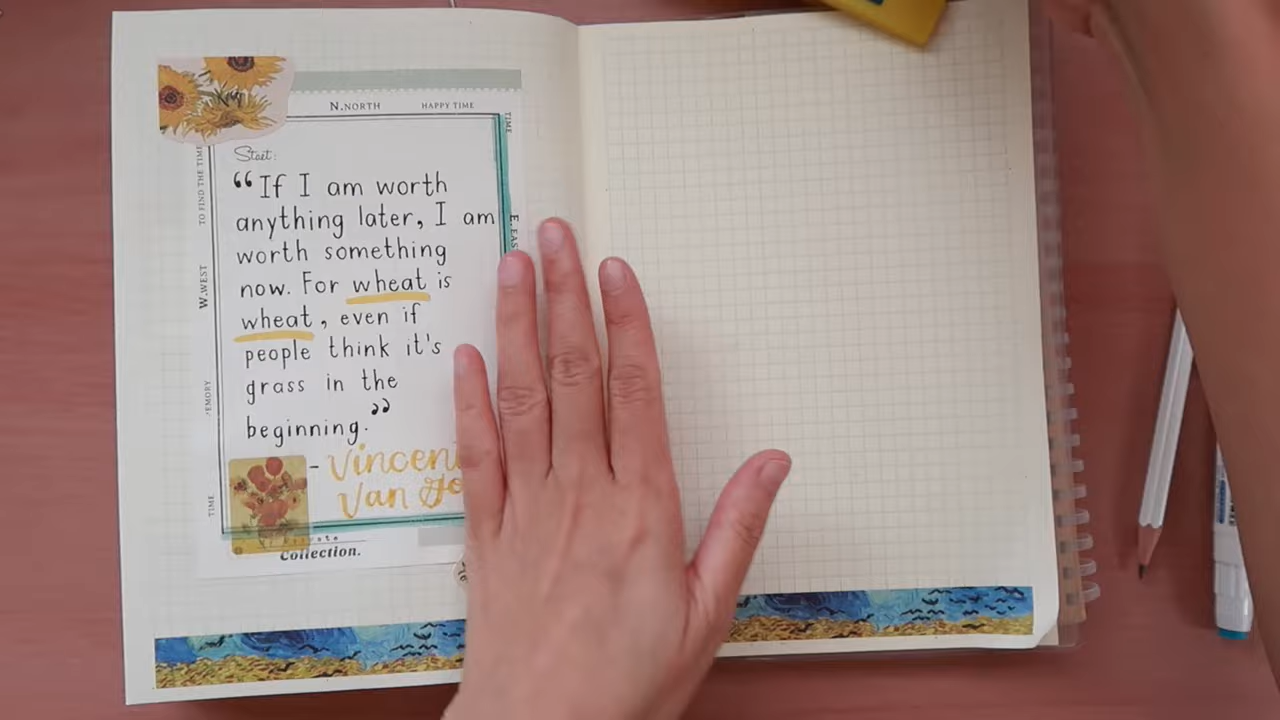 N.NORTH HAPPY TIME
TIME
TO FIND THE TIME
Start:
“If I am worth
anything later, I am
worth something
now. For wheat is
wheat, even if
people think it's
grass in the
beginning.”
- Vincent
Van Go
W.WEST
E.EAS
EMORY
TIME
Collection.